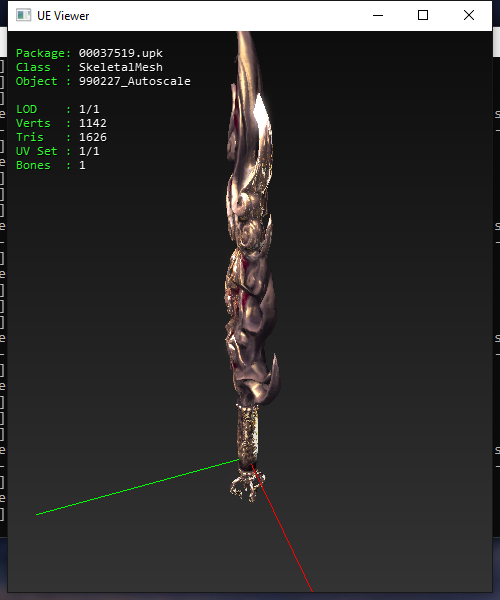 UE Viewer
Package: 00037519.upk
Class  : SkeletalMesh
Object : 990227_Autoscale
LOD    : 1/1
Verts  : 1142
Tris   : 1626
UV Set : 1/1
Bones  : 1